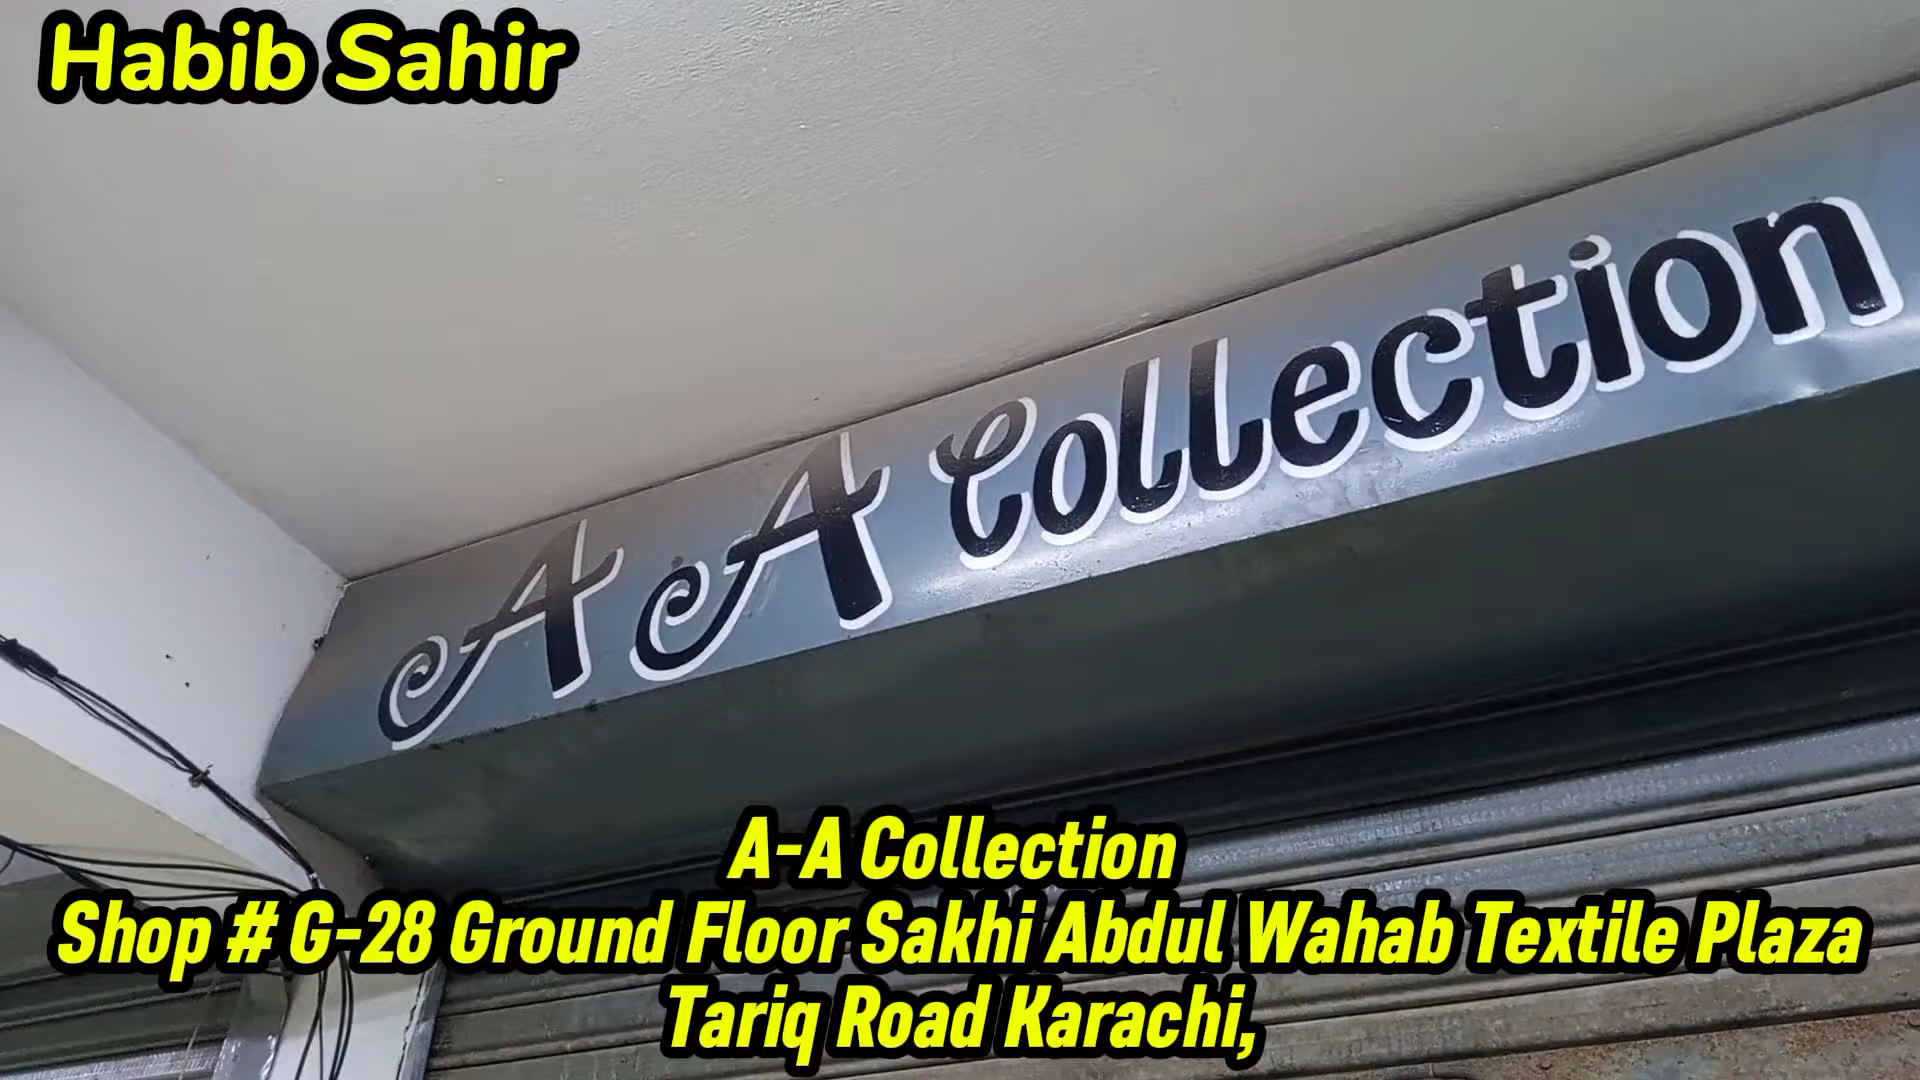 Habib Sahir
A A Collection
A-A Collection
Shop # G-28 Ground Floor Sakhi Abdul Wahab Textile Plaza
Tariq Road Karachi,